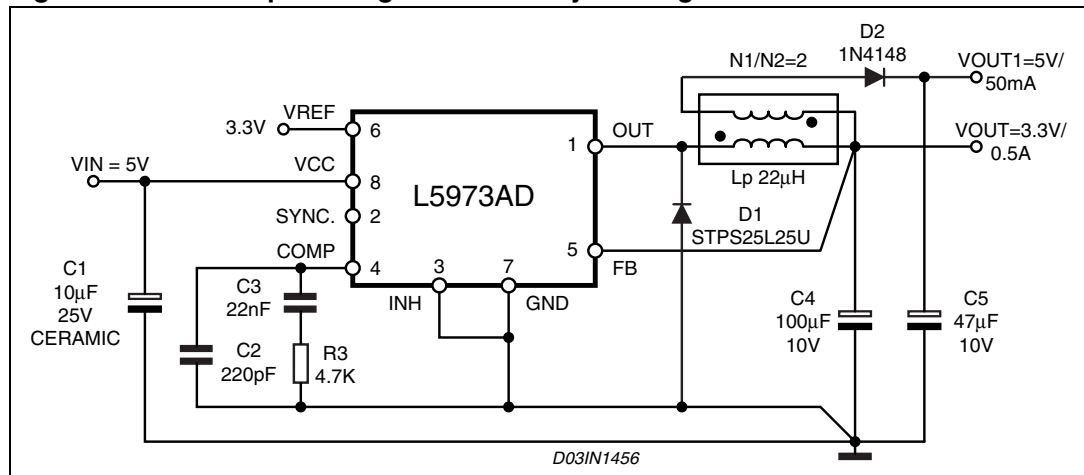 D2
1N4148
N1/N2=2
VOUT1=5V/
50mA
VREF
3.3V
6
1
OUT
VOUT=3.3V/
0.5A
VIN = 5V
VCC
8
L5973AD
Lp 22μH
SYNC.
2
D1
STPS25L25U
COMP
4
3
7
5
FB
INH
GND
C1
10μF
25V
CERAMIC
C3
22nF
C2
220pF
R3
4.7K
C4
100μF
10V
C5
47μF
10V
D03IN1456